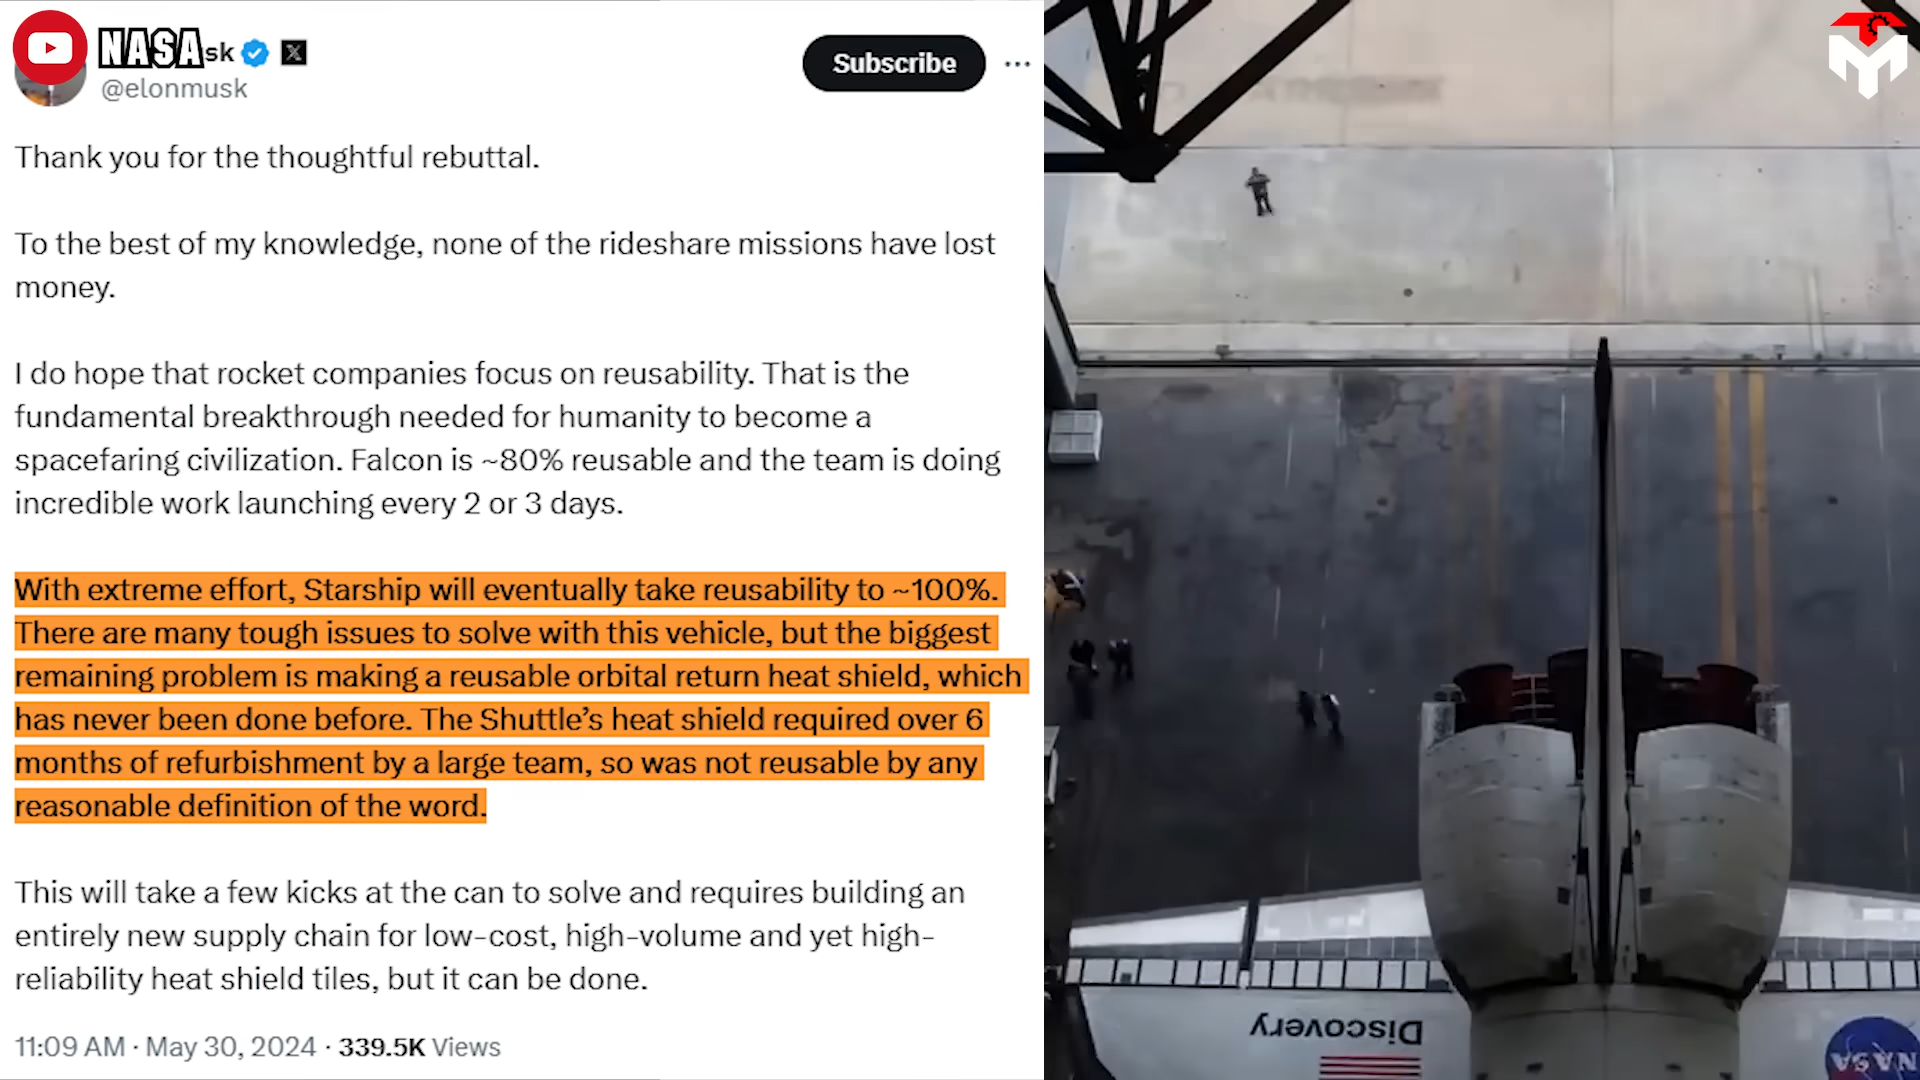 NASA
sk
@elonmusk
Subscribe
Thank you for the thoughtful rebuttal.
To the best of my knowledge, none of the rideshare missions have lost
money.
I do hope that rocket companies focus on reusability. That is the
fundamental breakthrough needed for humanity to become a
spacefaring civilization. Falcon is ~80% reusable and the team is doing
incredible work launching every 2 or 3 days.
With extreme effort, Starship will eventually take reusability to ~100%.
There are many tough issues to solve with this vehicle, but the biggest
remaining problem is making a reusable orbital return heat shield, which
has never been done before. The Shuttle’s heat shield required over 6
months of refurbishment by a large team, so was not reusable by any
reasonable definition of the word.
This will take a few kicks at the can to solve and requires building an
entirely new supply chain for low-cost, high-volume and yet high-
reliability heat shield tiles, but it can be done.
11:09 AM · May 30, 2024 · 339.5K Views
Discovery
NASA